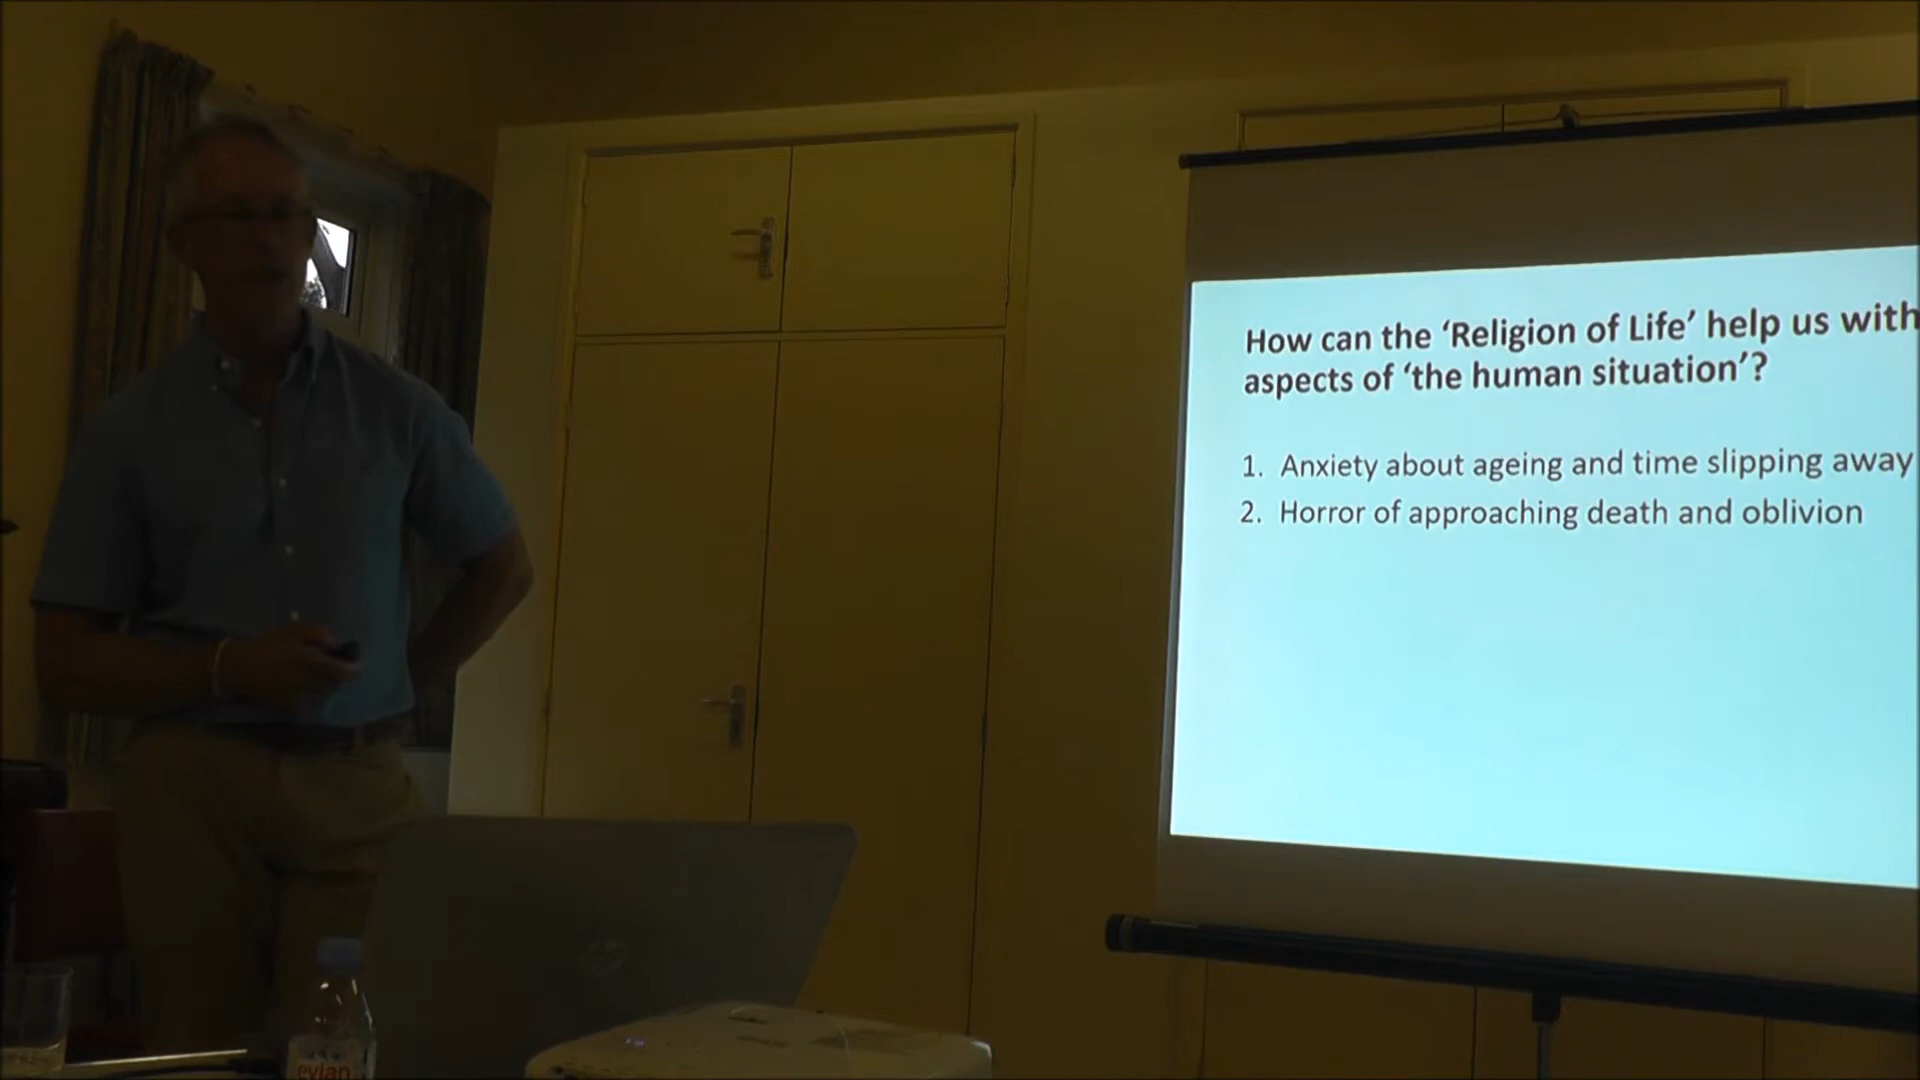 How can the ‘Religion of Life’ help us with
aspects of ‘the human situation’?
1. Anxiety about ageing and time slipping away
2. Horror of approaching death and oblivion
hp
evian